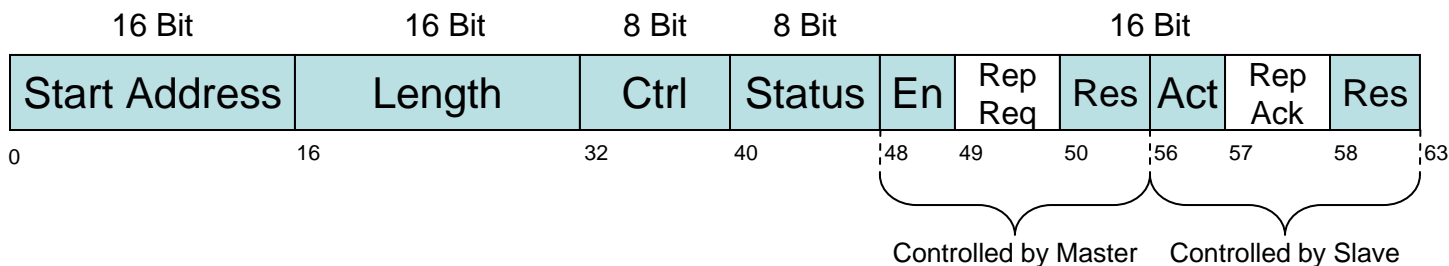 16 Bit 16 Bit 8 Bit 8 Bit 16 Bit
Start Address Length Ctrl Status En Rep Req Res Act Rep Ack Res
0 16 32 40 48 49 50 56 57 58 63
Controlled by Master Controlled by Slave